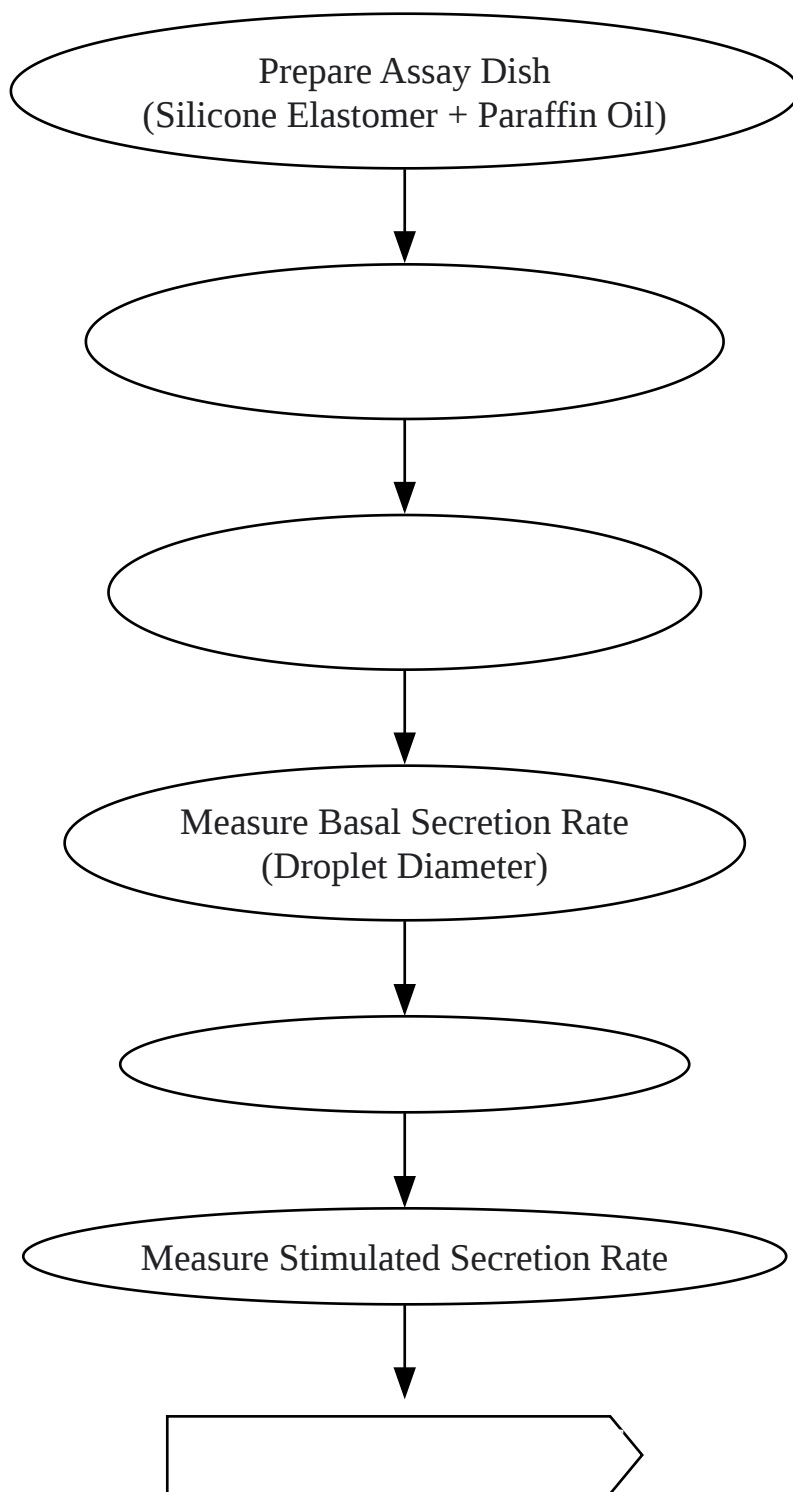 Prepare Assay Dish
(Silicone Elastomer + Paraffin Oil)
Measure Basal Secretion Rate
(Droplet Diameter)
Measure Stimulated Secretion Rate